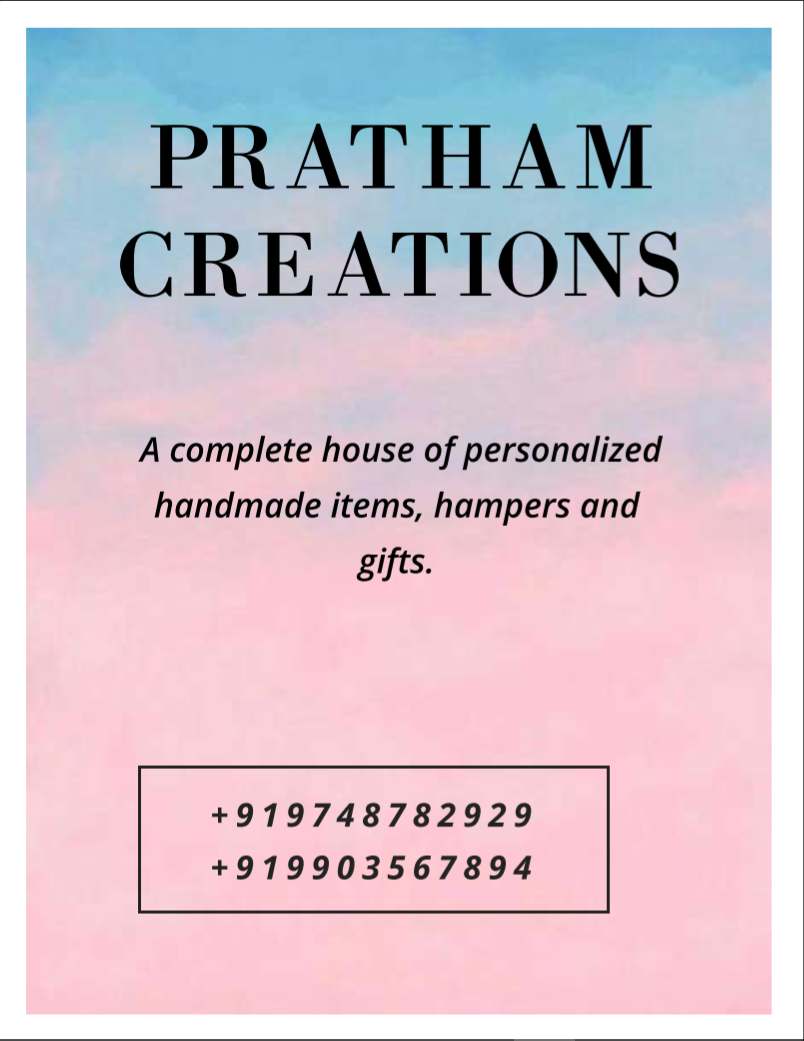 PRATHAM
CREATIONS
A complete house of personalized
handmade items, hampers and
gifts.
+919748782929
+919903567894